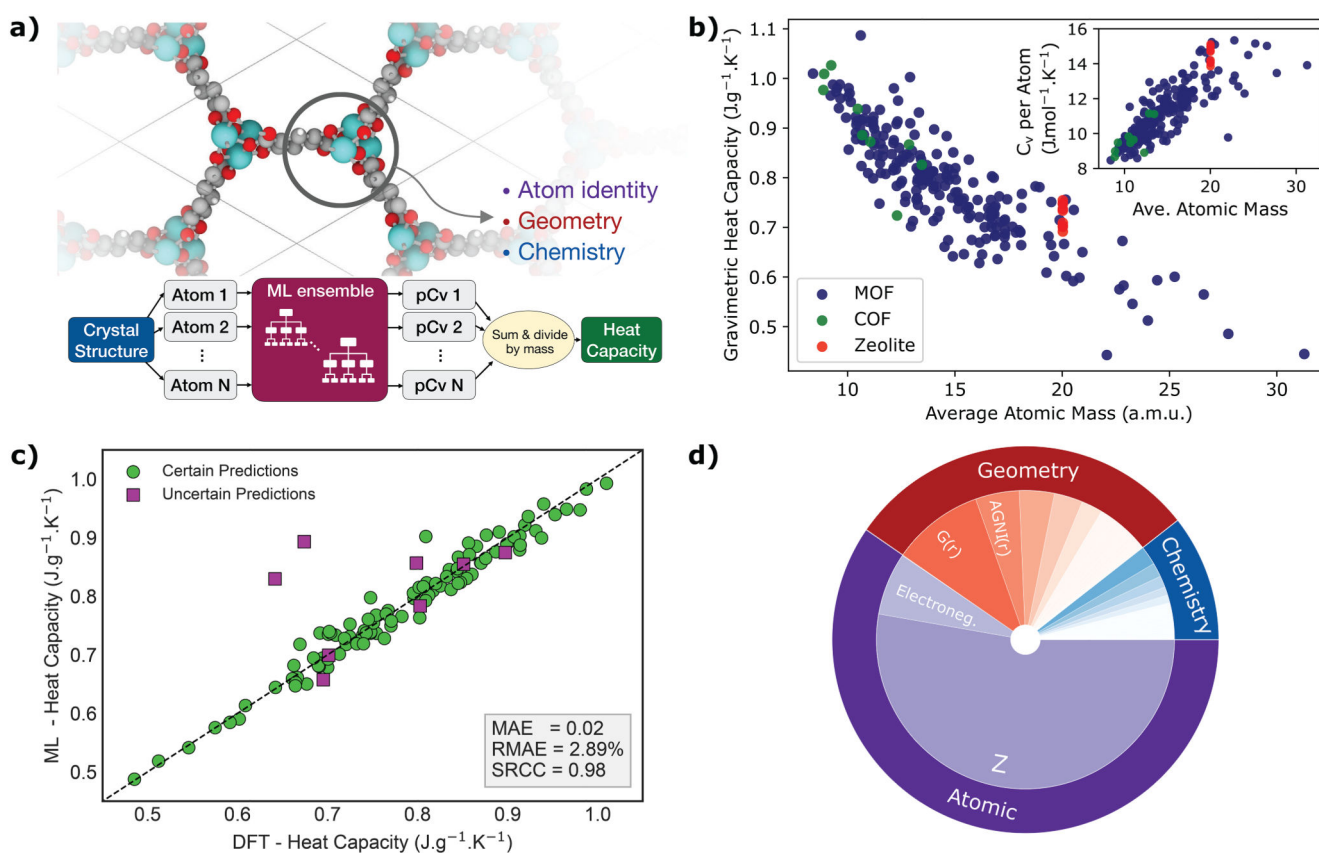 a)
• Atom identity
• Geometry
• Chemistry
Crystal
Structure
Atom 1
Atom 2
⋮
Atom N
ML ensemble
pCv 1
pCv 2
⋮
pCv N
Sum & divide
by mass
Heat
Capacity
b)
Gravimetric Heat Capacity (J.g⁻¹.K⁻¹)
1.1
1.0
0.9
0.8
0.7
0.6
0.5
10
15
20
25
30
Average Atomic Mass (a.m.u.)
MOF
COF
Zeolite
Cᵥ per Atom
(J.mol⁻¹.K⁻¹)
16
14
12
10
8
10
20
30
Ave. Atomic Mass
c)
Certain Predictions
Uncertain Predictions
ML - Heat Capacity (J.g⁻¹.K⁻¹)
1.0
0.9
0.8
0.7
0.6
0.5
MAE = 0.02
RMAE = 2.89%
SRCC = 0.98
0.5
0.6
0.7
0.8
0.9
1.0
DFT - Heat Capacity (J.g⁻¹.K⁻¹)
d)
Geometry
Chemistry
Atomic
G(r)
AGNI(r)
Electroneg.
Z